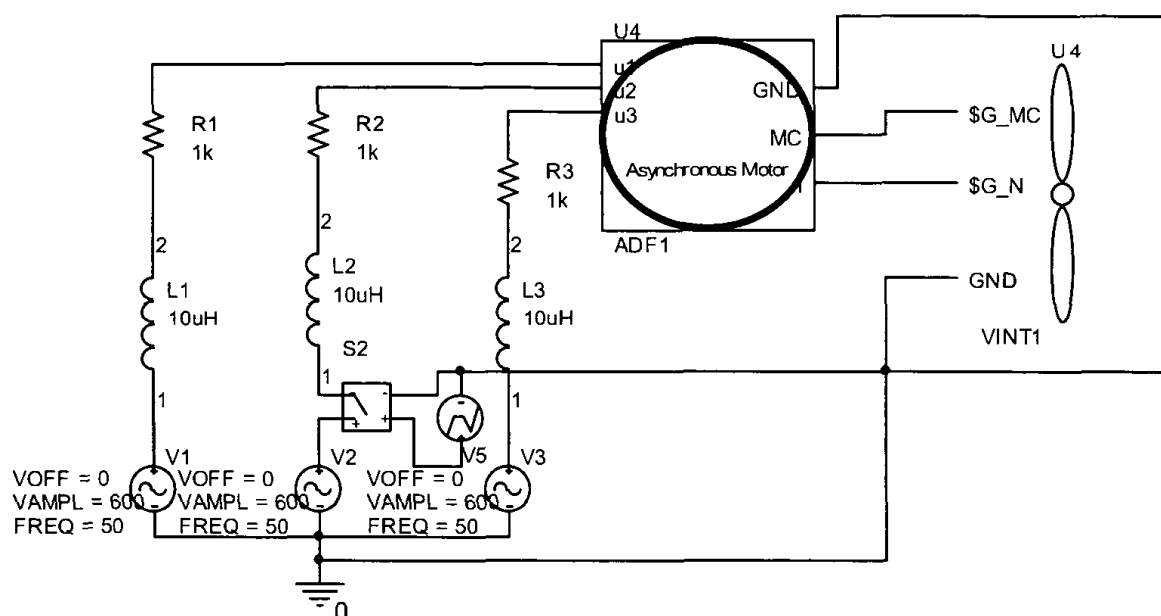 U4
u1
u2
u3
GND
MC
Asynchronous Motor
ADF1
U4
$G_MC
$G_N
GND
VINT1
R1
1k
R2
1k
R3
1k
2
2
2
L1
10uH
L2
10uH
L3
10uH
S2
1
1
1
-
+
-
+
V1
V2
V5
V3
VOFF = 0
VAMPL = 600
FREQ = 50
VOFF = 0
VAMPL = 600
FREQ = 50
VOFF = 0
VAMPL = 600
FREQ = 50
0